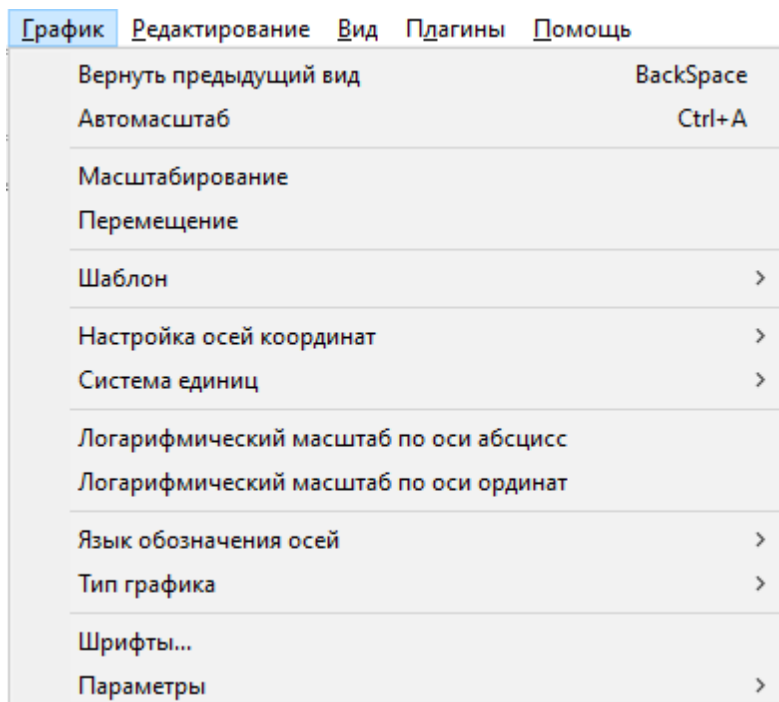 График Редактирование Вид Плагины Помощь
Вернуть предыдущий вид BackSpace
Автомасштаб Ctrl+A
Масштабирование
Перемещение
Шаблон
Настройка осей координат
Система единиц
Логарифмический масштаб по оси абсцисс
Логарифмический масштаб по оси ординат
Язык обозначения осей
Тип графика
Шрифты...
Параметры